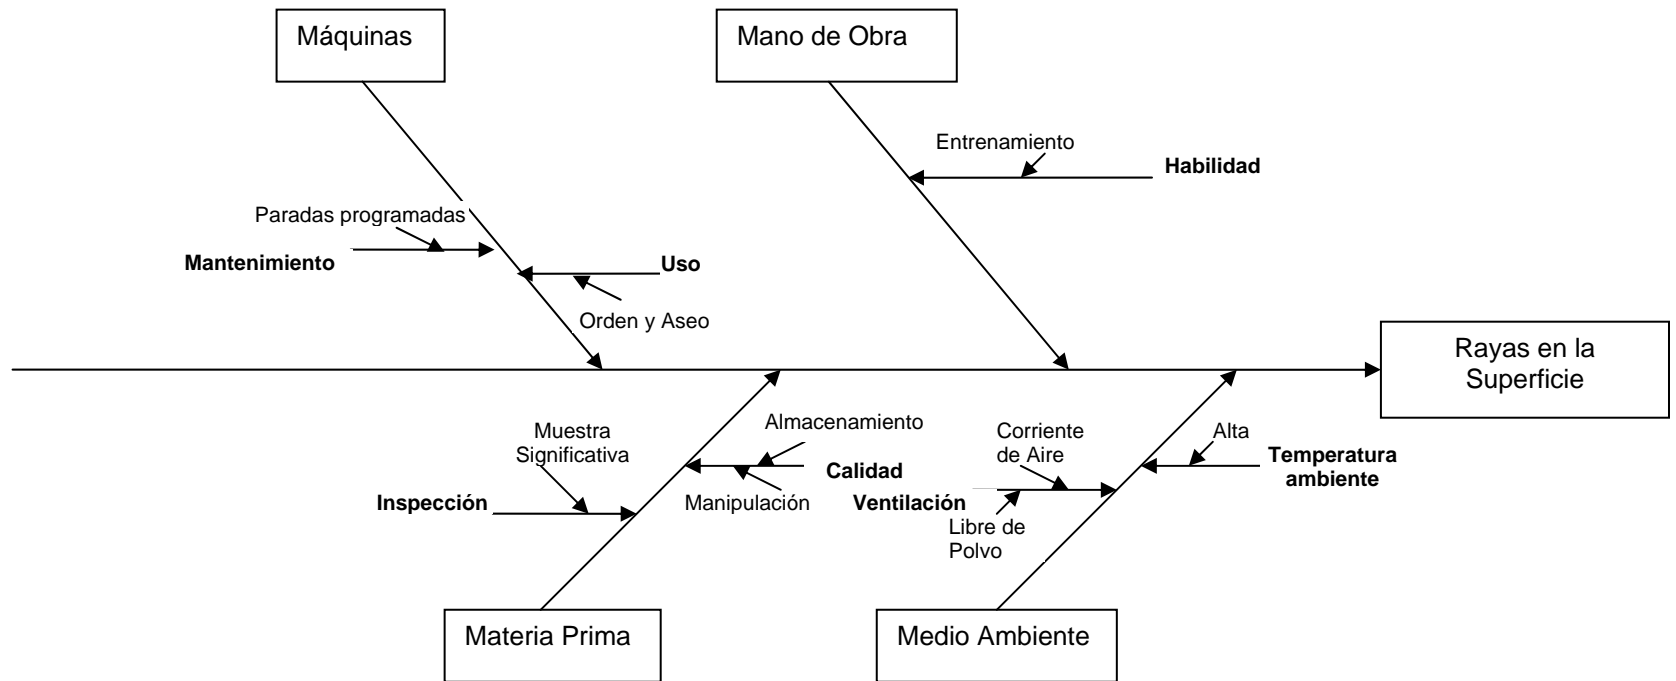 Máquinas
Mano de Obra
Entrenamiento
Habilidad
Paradas programadas
Mantenimiento
Uso
Orden y Aseo
Rayas en la
Superficie
Muestra
Significativa
Almacenamiento
Corriente
de Aire
Alta
Temperatura
ambiente
Calidad
Inspección
Manipulación
Ventilación
Libre de
Polvo
Materia Prima
Medio Ambiente